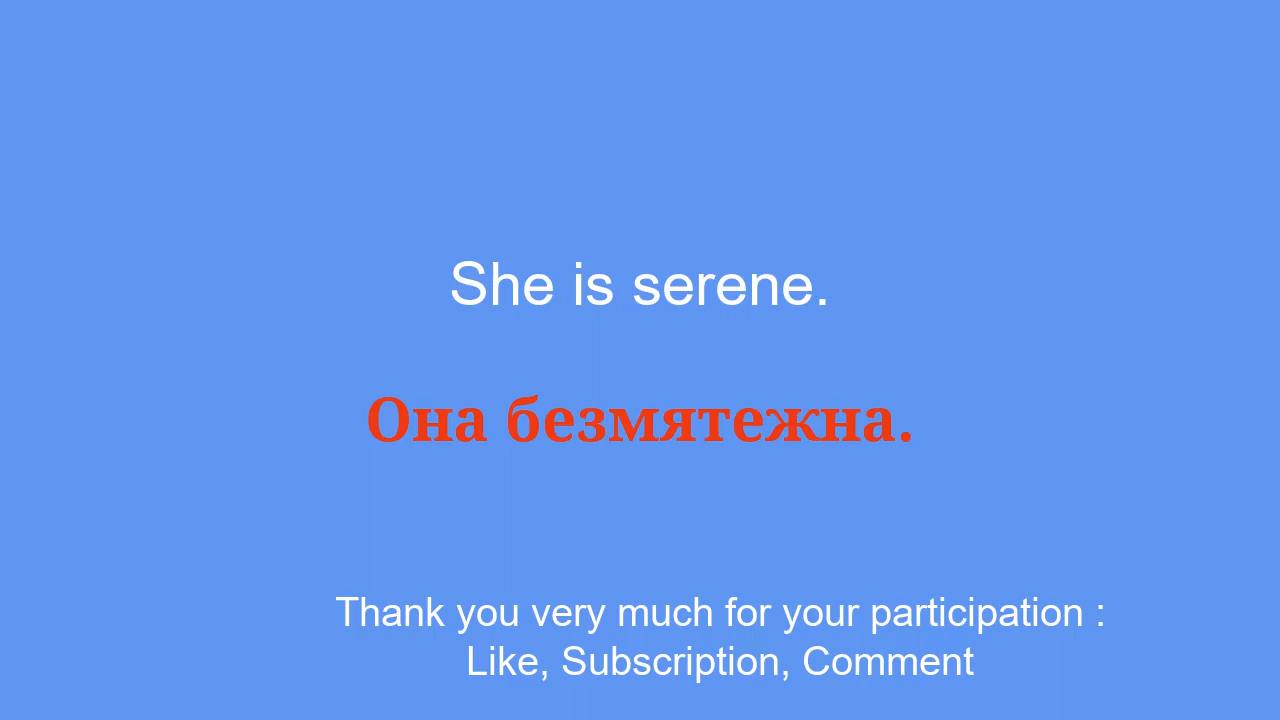 She is serene.
Она безмятежна.
Thank you very much for your participation :
Like, Subscription, Comment